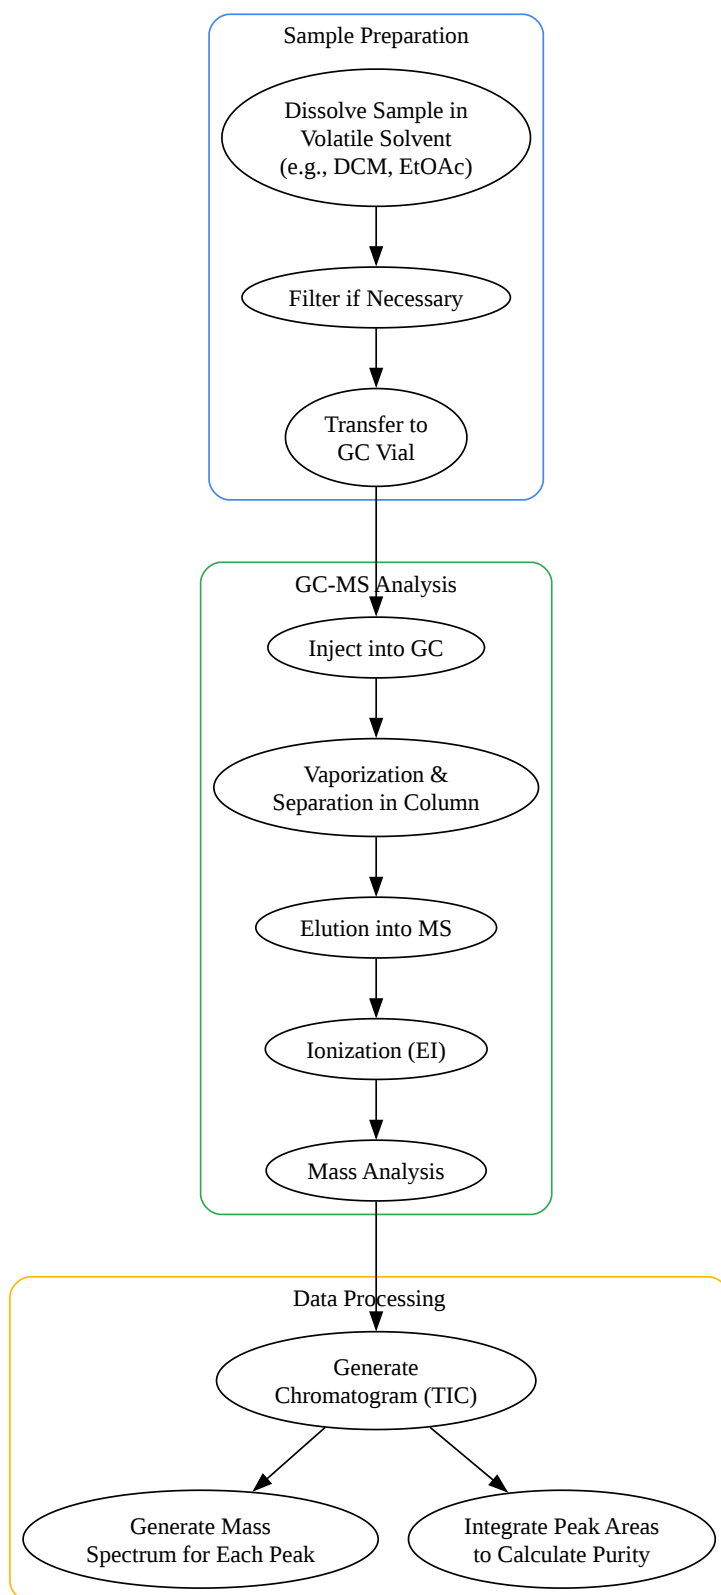 Sample Preparation
Dissolve Sample in
Volatile Solvent
(e.g., DCM, EtOAc)
Filter if Necessary
Transfer to
GC Vial
GC-MS Analysis
Inject into GC
Vaporization &
Separation in Column
Elution into MS
Ionization (EI)
Mass Analysis
Data Processing
Generate
Chromatogram (TIC)
Generate Mass
Spectrum for Each Peak
Integrate Peak Areas
to Calculate Purity